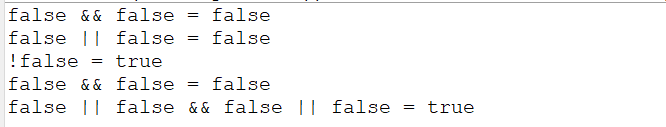 false && false = false
false || false = false
!false = true
false && false = false
false || false && false || false = true